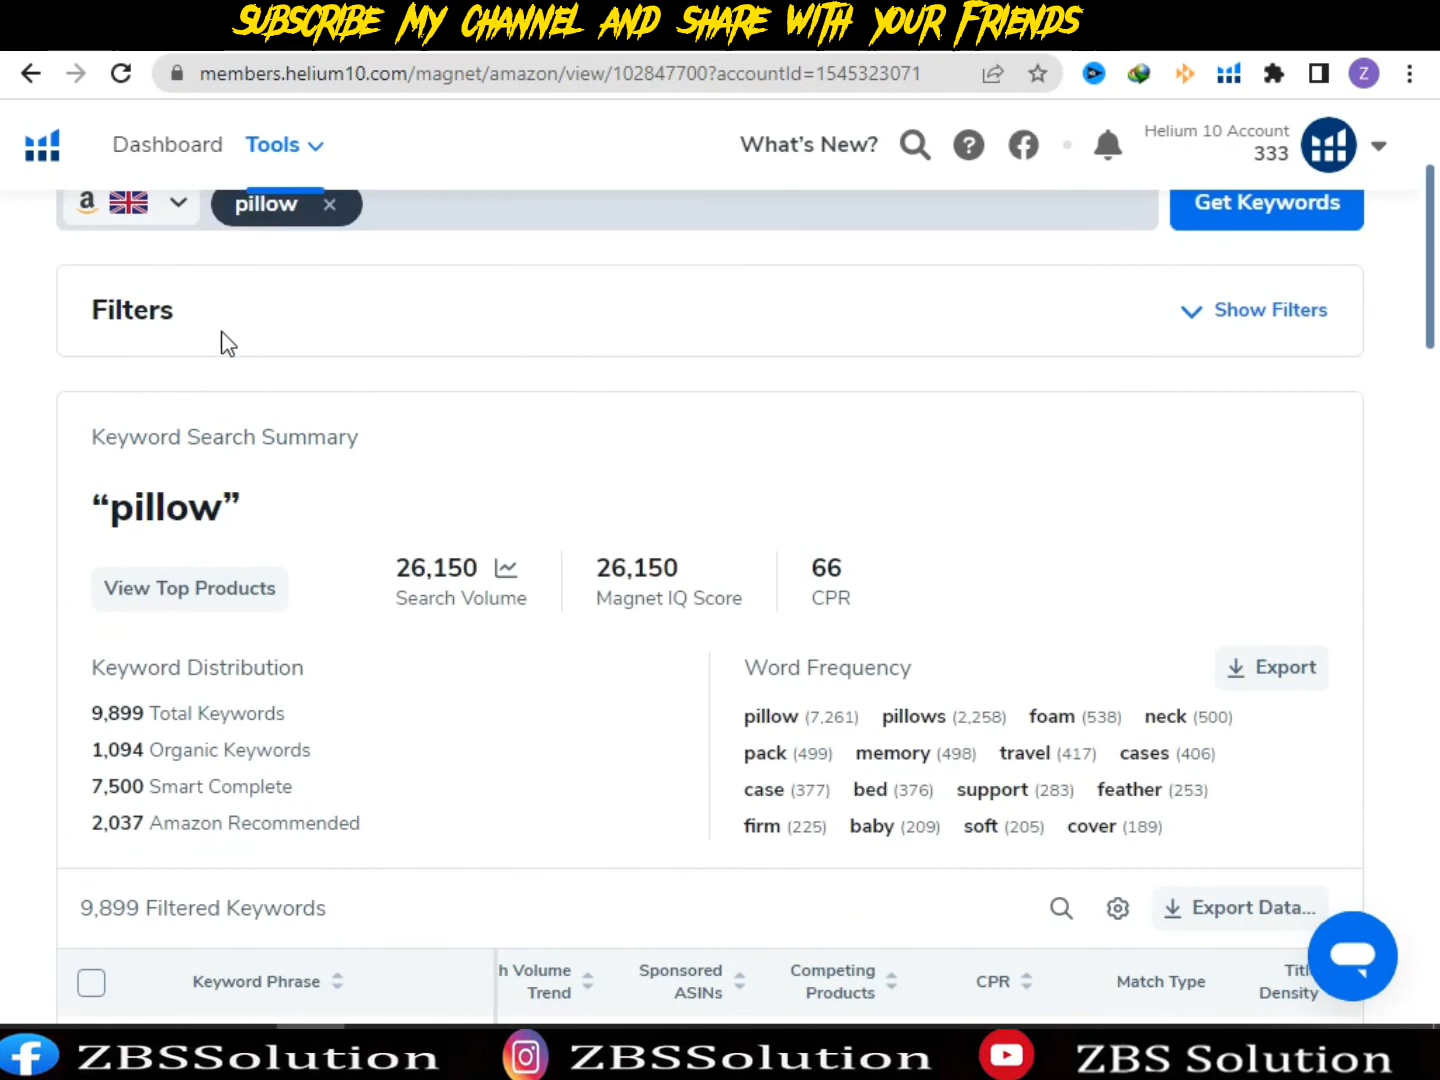 SUBSCRIBE MY CHANNEL AND SHARE WITH YOUR FRIENDS
members.helium10.com/magnet/amazon/view/102847700?accountId=1545323071
Z
Dashboard Tools What's New? Helium 10 Account
333
a pillow × Get Keywords
Filters Show Filters
Keyword Search Summary
“pillow”
View Top Products
26,150 26,150 66
Search Volume Magnet IQ Score CPR
Keyword Distribution
9,899 Total Keywords
1,094 Organic Keywords
7,500 Smart Complete
2,037 Amazon Recommended
Word Frequency Export
pillow (7,261) pillows (2,258) foam (538) neck (500)
pack (499) memory (498) travel (417) cases (406)
case (377) bed (376) support (283) feather (253)
firm (225) baby (209) soft (205) cover (189)
9,899 Filtered Keywords Export Data...
Keyword Phrase h Volume Trend Sponsored ASINs Competing Products CPR Match Type Titl Density
ZBSSolution ZBSSolution ZBS Solution